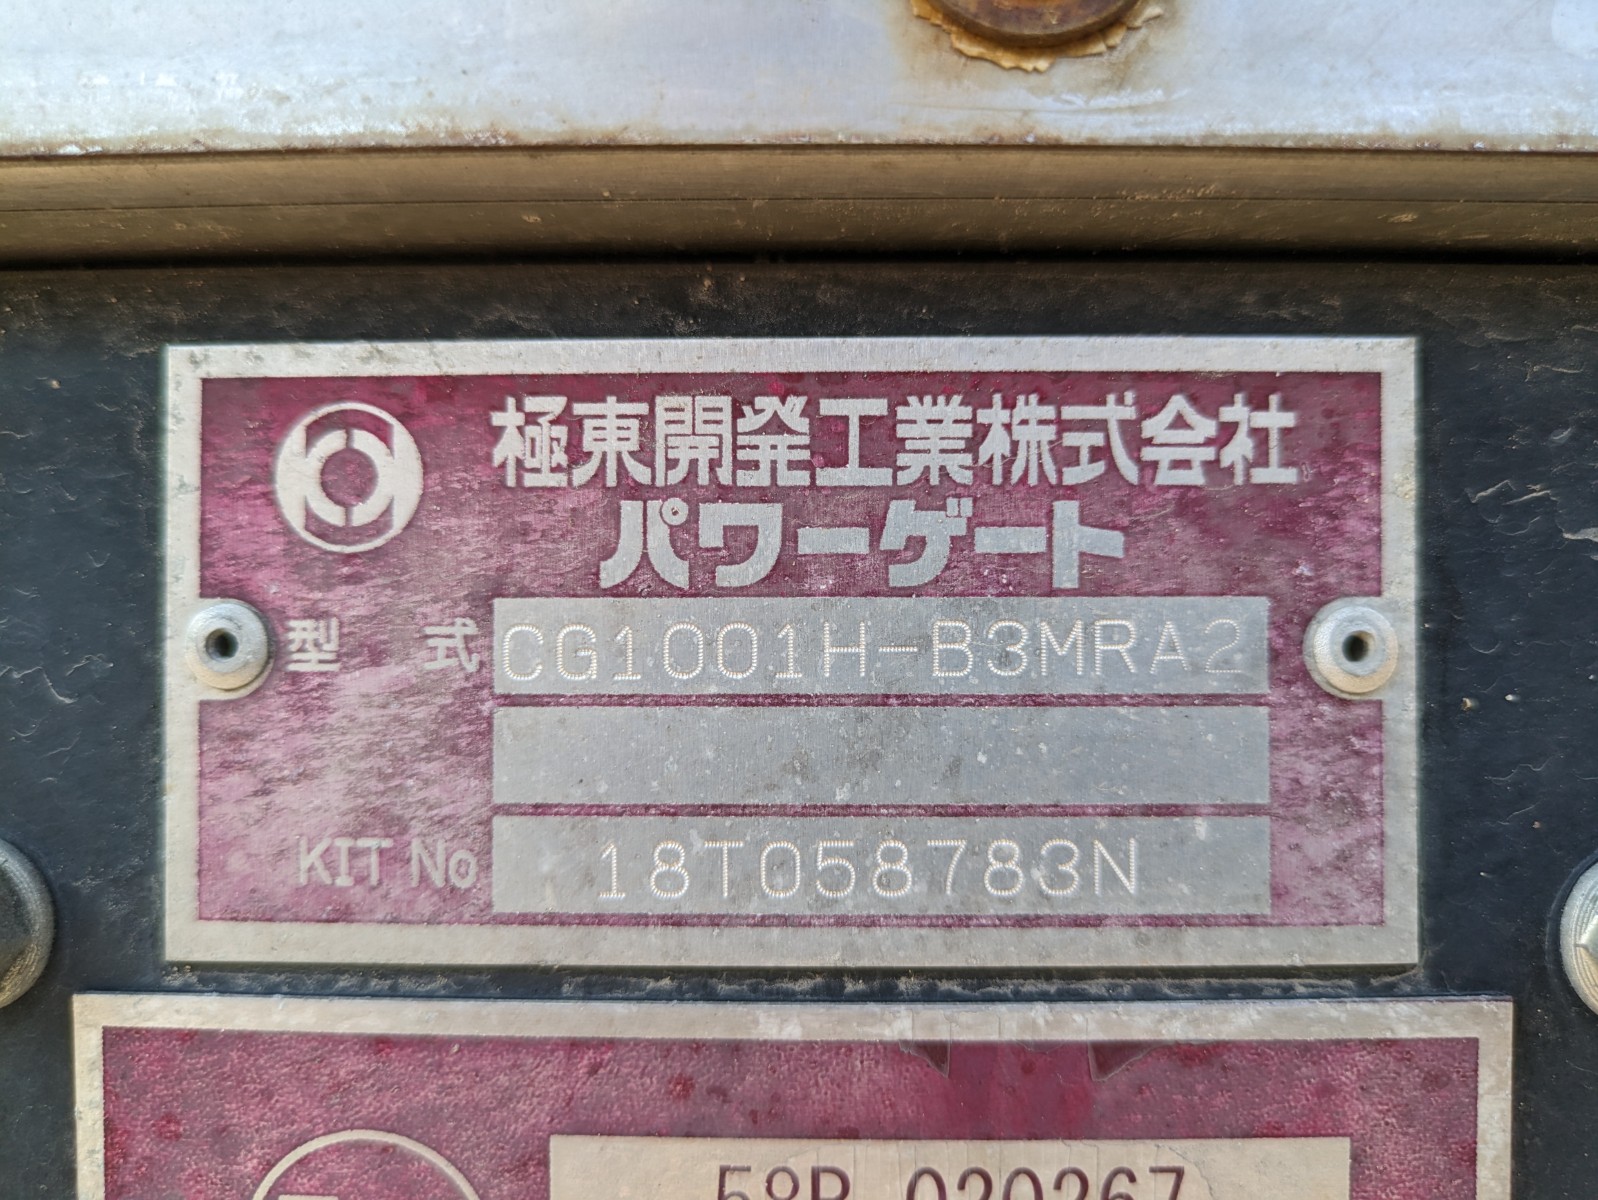 極東開発工業株式会社
パワーゲート
型 式 CG1001H-B3MRA2
KIT No 18T058783N